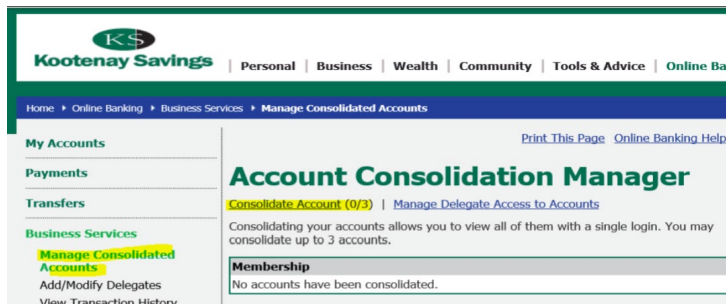 KS
Kootenay Savings
Personal | Business | Wealth | Community | Tools & Advice | Online Ba
Home ▸ Online Banking ▸ Business Services ▸ Manage Consolidated Accounts
My Accounts
Payments
Transfers
Business Services
Manage Consolidated
Accounts
Add/Modify Delegates
View Transaction History
Print This Page Online Banking Help
Account Consolidation Manager
Consolidate Account (0/3) | Manage Delegate Access to Accounts
Consolidating your accounts allows you to view all of them with a single login. You may
consolidate up to 3 accounts.
Membership
No accounts have been consolidated.